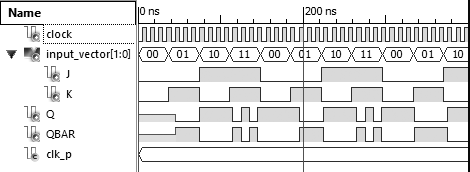 Name
0 ns 200 ns
clock
input_vector[1:0] 00 01 10 11 00 01 10 11 00 01 10
J
K
Q
QBAR
clk_p